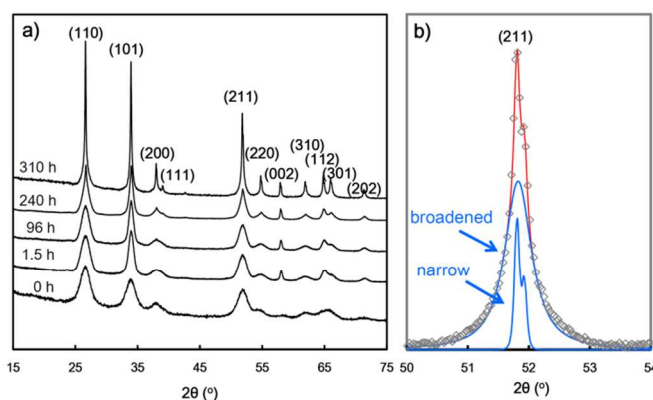 a)
(110)
(101)
(211)
(200)
(111)
(220)
(002)
(310)
(112)
(301)
(202)
310 h
240 h
96 h
1.5 h
0 h
15 25 35 45 55 65 75
2θ (°)
b)
(211)
broadened
narrow
50 51 52 53 54
2θ (°)